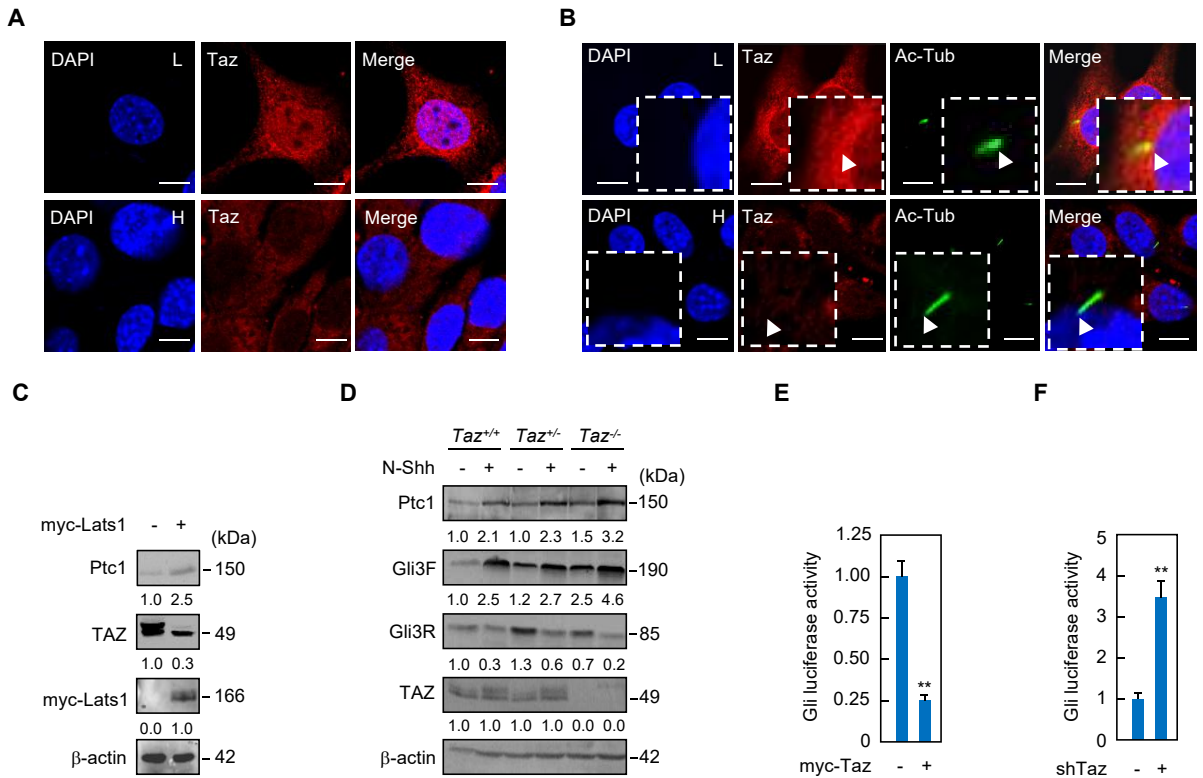 A
DAPI L Taz Merge
DAPI H Taz Merge
B
DAPI L Taz Ac-Tub Merge
DAPI H Taz Ac-Tub Merge
C
myc-Lats1 - + (kDa)
Ptc1 150
1.0 2.5
TAZ 49
1.0 0.3
myc-Lats1 166
0.0 1.0
β-actin 42
D
Taz+/+ Taz+/- Taz-/-
N-Shh - + - + - + (kDa)
Ptc1 150
1.0 2.1 1.0 2.3 1.5 3.2
Gli3F 190
1.0 2.5 1.2 2.7 2.5 4.6
Gli3R 85
1.0 0.3 1.3 0.6 0.7 0.2
TAZ 49
1.0 1.0 1.0 1.0 0.0 0.0
β-actin 42
E
Gli luciferase activity
1.25
1.00
0.75
0.50
0.25
0
**
myc-Taz - +
F
Gli luciferase activity
5
4
3
2
1
0
**
shTaz - +